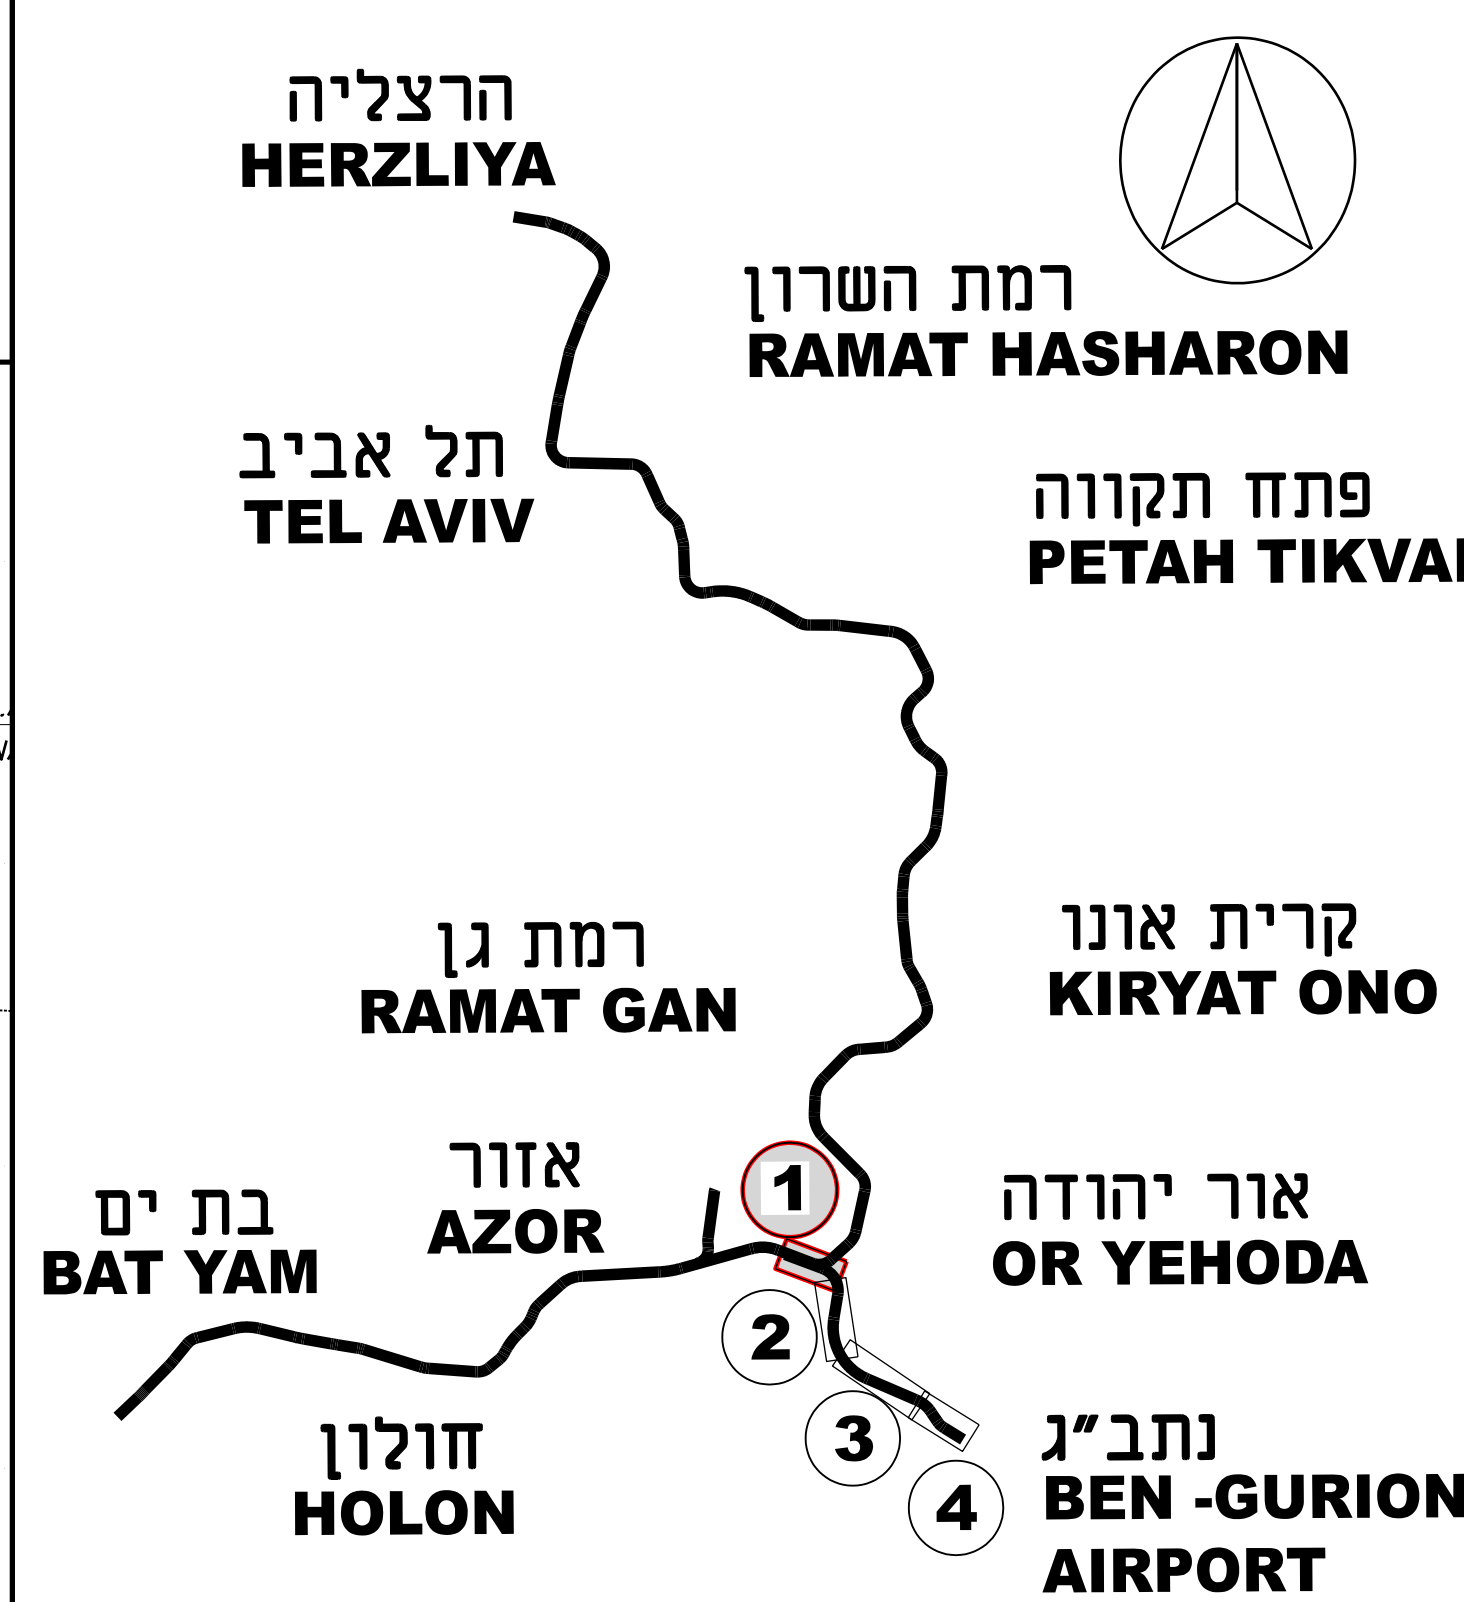 הרצליה
HERZLIYA
רמת השרון
RAMAT HASHARON
תל אביב
TEL AVIV
פתח תקווה
PETAH
קרית אונו
KIRYAT ONO
רמת גן
RAMAT GAN
אזור
AZOR
1
אור יהודה
OR YEHODA
בת ים
BAT YAM
2
3
4
חולון
HOLON
נתב״ג
BEN -GURION
AIRPORT